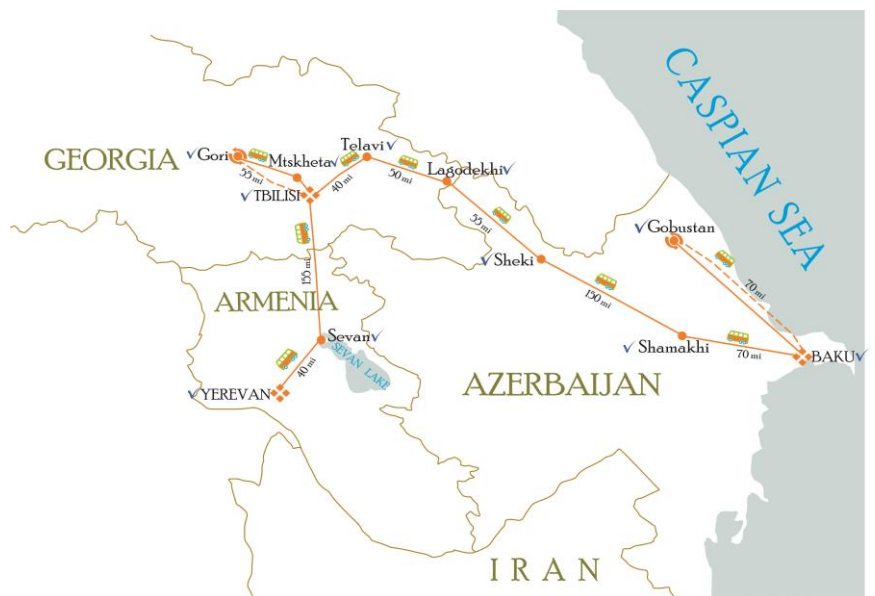 CASPIAN SEA
GEORGIA
Gori
Mtskheta
Telavi
Lagodekhi
55 mi
TBILISI
40 mi
50 mi
55 mi
Gobustan
Sheki
155 mi
70 mi
150 mi
ARMENIA
Sevan
SEVAN LAKE
40 mi
YEREVAN
Shamakhi
70 mi
BAKU
AZERBAIJAN
IRAN